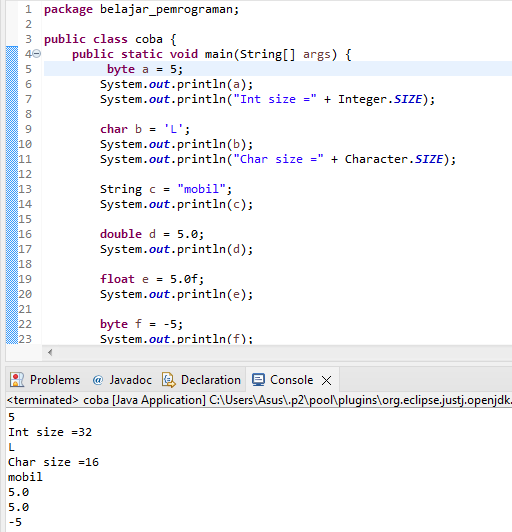 1 package belajar_pemrograman;
2
3 public class coba {
4 public static void main(String[] args) {
5 byte a = 5;
6 System.out.println(a);
7 System.out.println("Int size =" + Integer.SIZE);
8
9 char b = 'L';
10 System.out.println(b);
11 System.out.println("Char size =" + Character.SIZE);
12
13 String c = "mobil";
14 System.out.println(c);
15
16 double d = 5.0;
17 System.out.println(d);
18
19 float e = 5.0f;
20 System.out.println(e);
21
22 byte f = -5;
23 System.out.println(f);
Problems @ Javadoc Declaration Console
<terminated> coba [Java Application] C:\Users\Asus\.p2\pool\plugins\org.eclipse.justj.openjdk.
5
Int size =32
L
Char size =16
mobil
5.0
5.0
-5